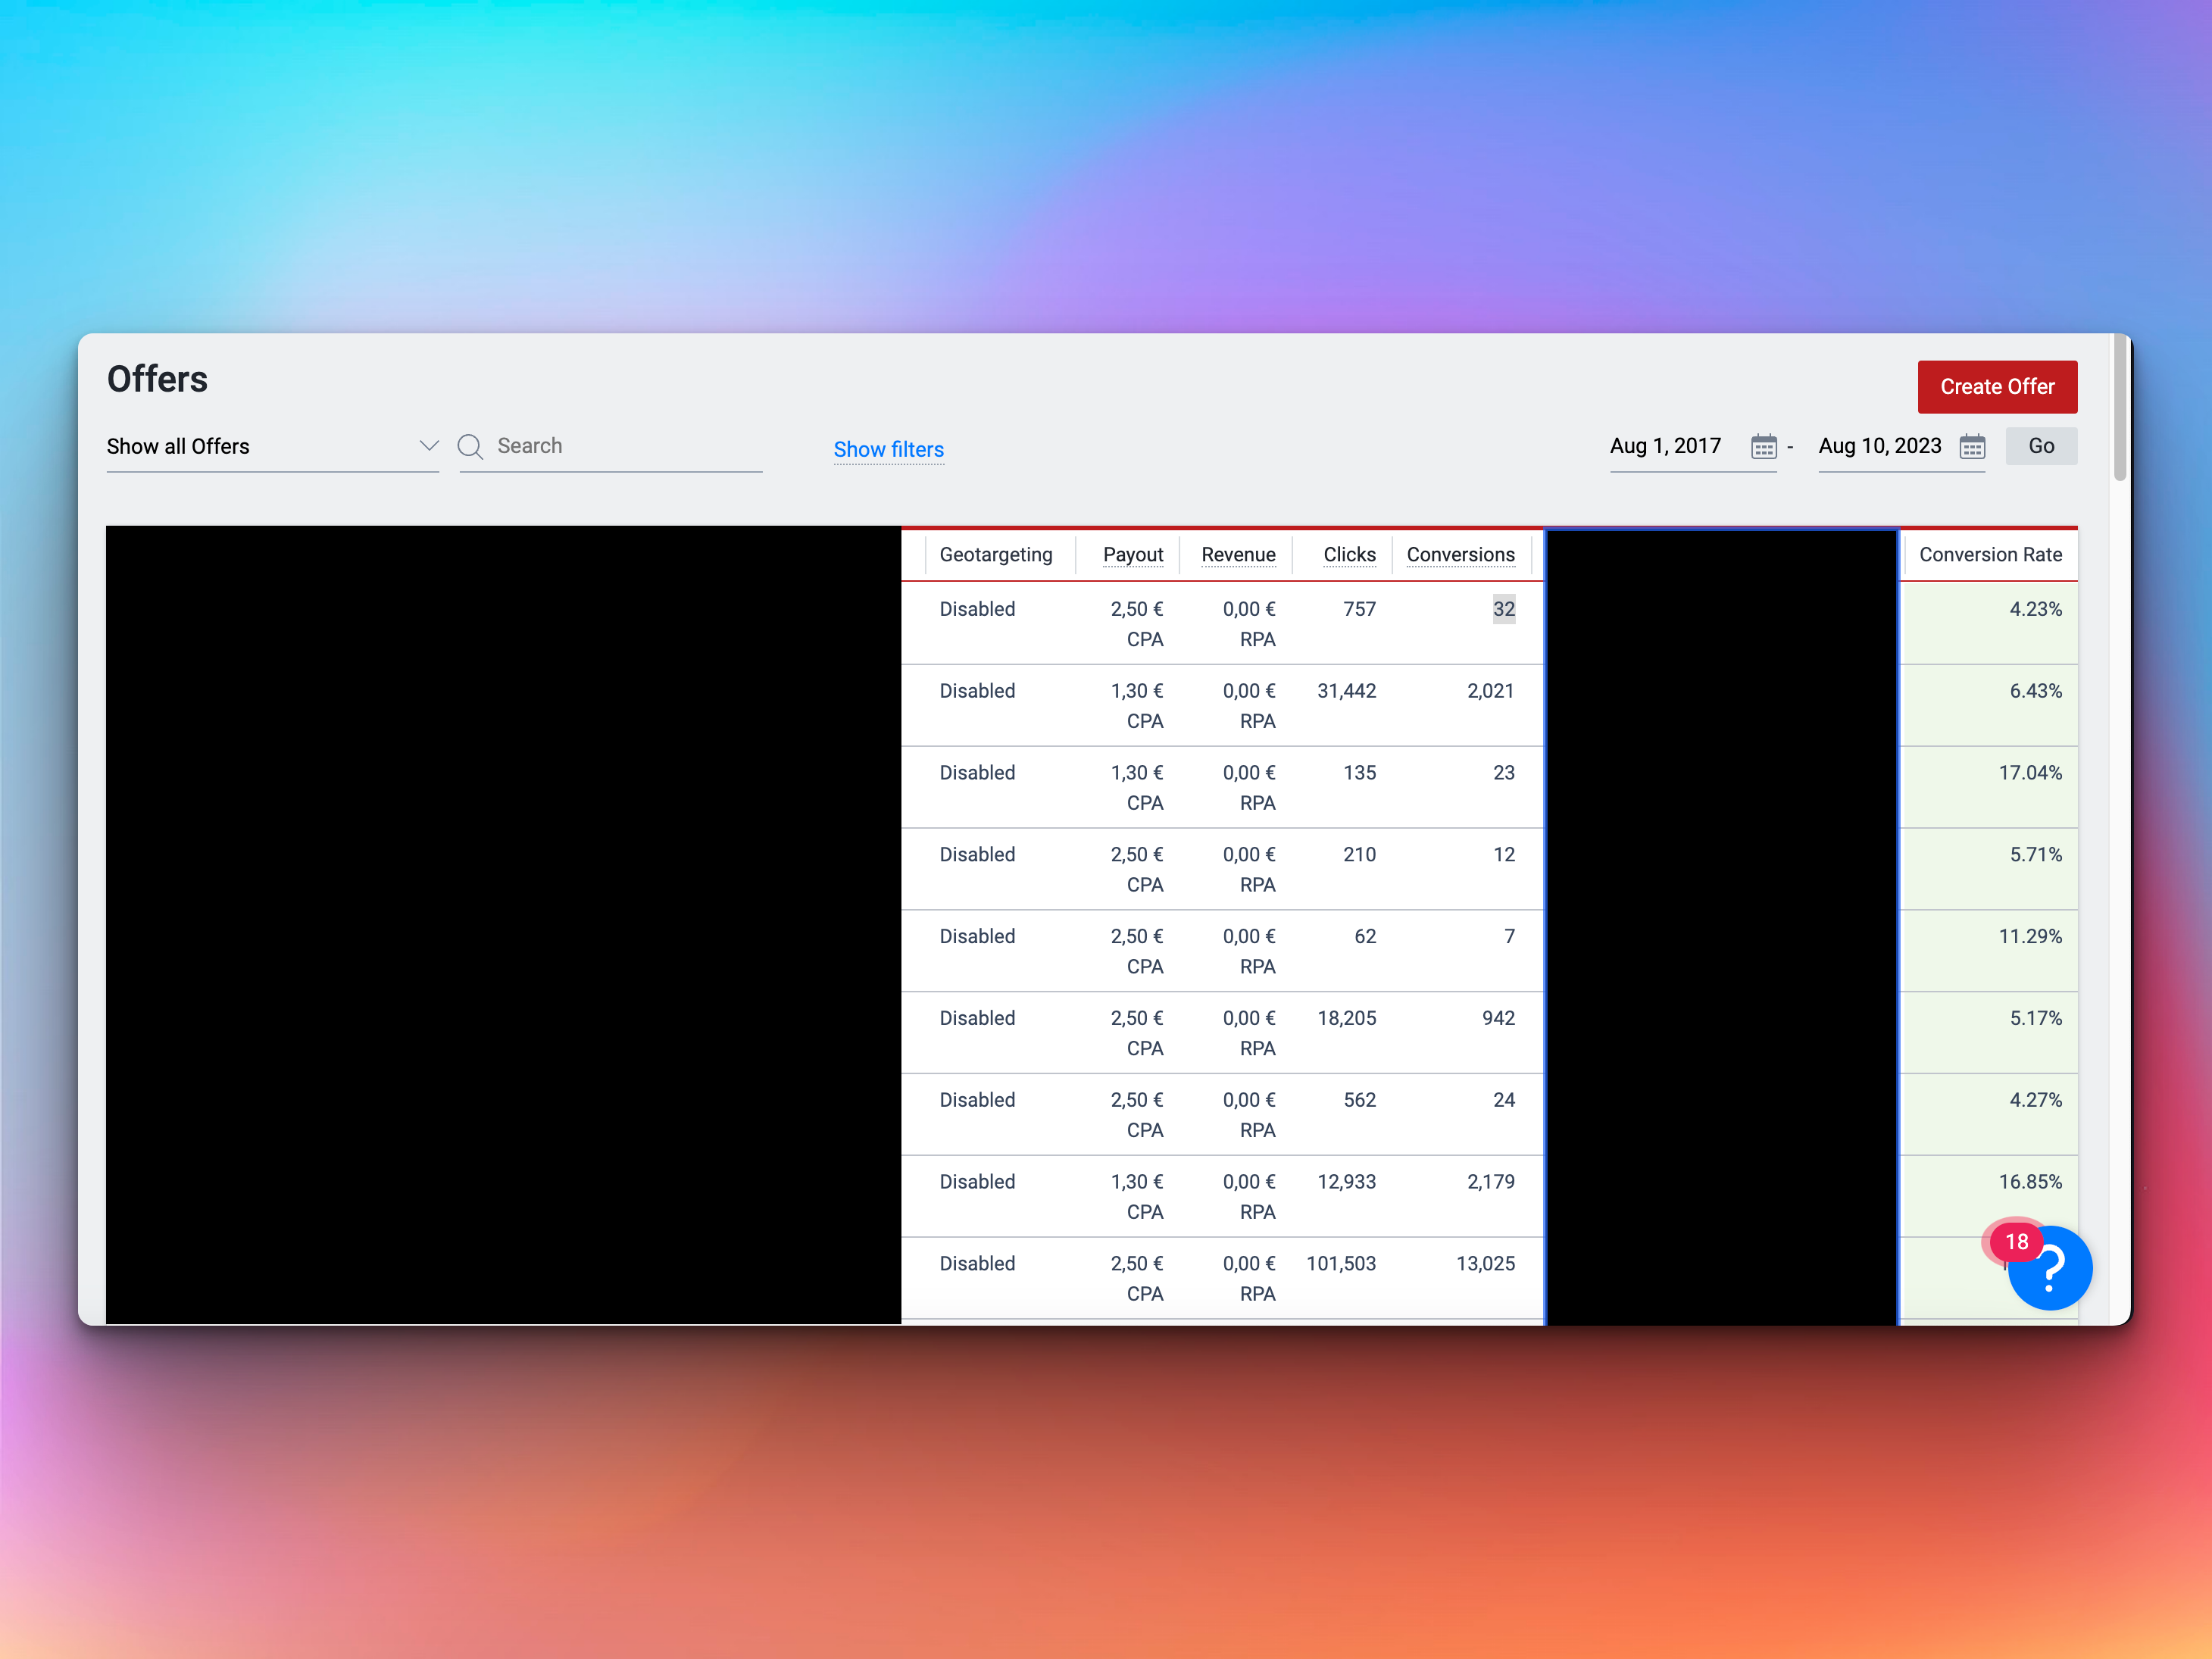 Offers
Create Offer
Show all Offers Search Show filters Aug 1, 2017 - Aug 10, 2023 Go
Geotargeting Payout Revenue Clicks Conversions Conversion Rate
Disabled 2,50 € 0,00 € 757 32 4.23%
CPA RPA
Disabled 1,30 € 0,00 € 31,442 2,021 6.43%
CPA RPA
Disabled 1,30 € 0,00 € 135 23 17.04%
CPA RPA
Disabled 2,50 € 0,00 € 210 12 5.71%
CPA RPA
Disabled 2,50 € 0,00 € 62 7 11.29%
CPA RPA
Disabled 2,50 € 0,00 € 18,205 942 5.17%
CPA RPA
Disabled 2,50 € 0,00 € 562 24 4.27%
CPA RPA
Disabled 1,30 € 0,00 € 12,933 2,179 16.85%
CPA RPA
18
?
Disabled 2,50 € 0,00 € 101,503 13,025
CPA RPA